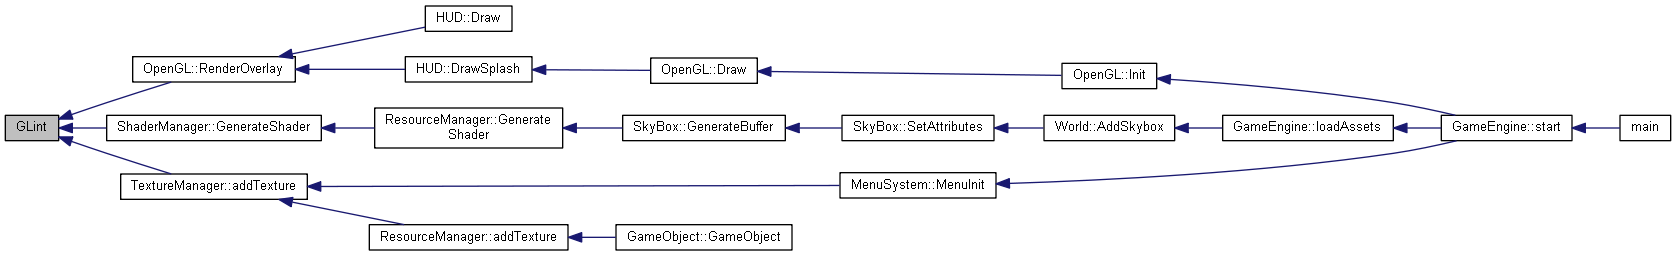 HUD::Draw
OpenGL::RenderOverlay
HUD::DrawSplash
OpenGL::Draw
OpenGL::Init
GLint
ShaderManager::GenerateShader
ResourceManager::Generate
Shader
SkyBox::GenerateBuffer
SkyBox::SetAttributes
World::AddSkybox
GameEngine::loadAssets
GameEngine::start
main
TextureManager::addTexture
MenuSystem::MenuInit
ResourceManager::addTexture
GameObject::GameObject